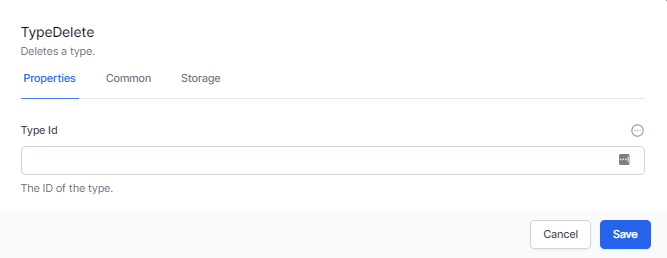 TypeDelete
Deletes a type.
Properties Common Storage
Type Id
The ID of the type.
Cancel Save